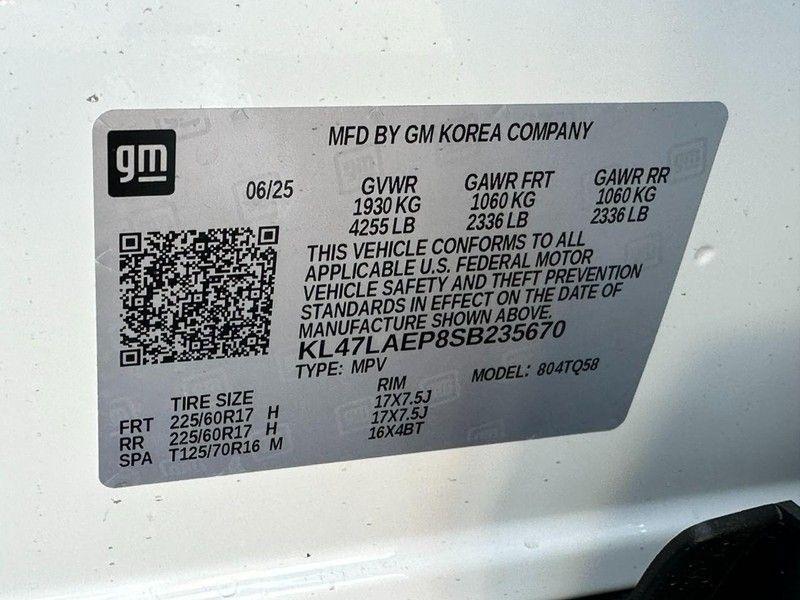 gm
MFD BY GM KOREA COMPANY
06/25
GVWR GAWR FRT GAWR RR
1930 KG 1060 KG 1060 KG
4255 LB 2336 LB 2336 LB
THIS VEHICLE CONFORMS TO ALL
APPLICABLE U.S. FEDERAL MOTOR
VEHICLE SAFETY AND THEFT PREVENTION
STANDARDS IN EFFECT ON THE DATE OF
MANUFACTURE SHOWN ABOVE.
KL47LAEP8SB235670
TYPE: MPV MODEL: 804TQ58
TIRE SIZE RIM
FRT 225/60R17 H 17X7.5J
RR 225/60R17 H 17X7.5J
SPA T125/70R16 M 16X4BT